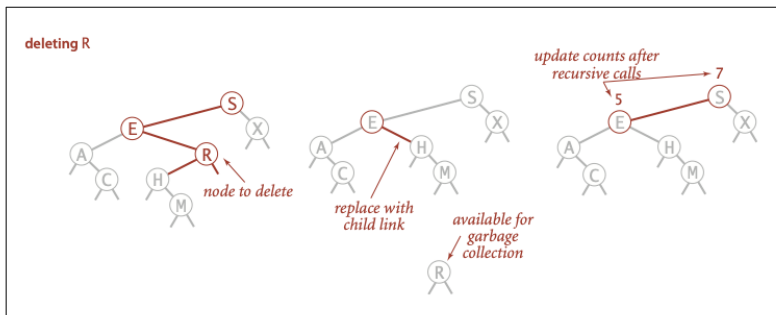 deleting R
S
E
X
A
R
C
H
M
node to delete
S
E
X
A
H
C
M
replace with
child link
available for
garbage
collection
R
update counts after
recursive calls
7
5
S
E
X
A
H
C
M